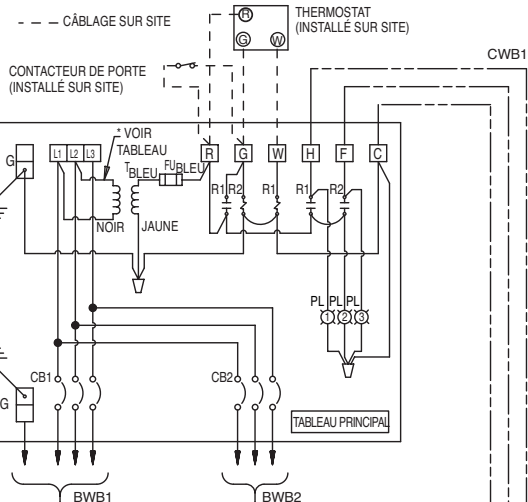 CÂBLAGE SUR SITE
THERMOSTAT
(INSTALLÉ SUR SITE)
R
G W
CONTACTEUR DE PORTE
(INSTALLÉ SUR SITE)
CWB1
* VOIR
TABLEAU
G L1 L2 L3 R G W H F C
T FU
BLEU BLEU
R1 R2 R1 R1 R2
NOIR JAUNE
PL PL PL
1 2 3
CB1 CB2
G
TABLEAU PRINCIPAL
BWB1 BWB2